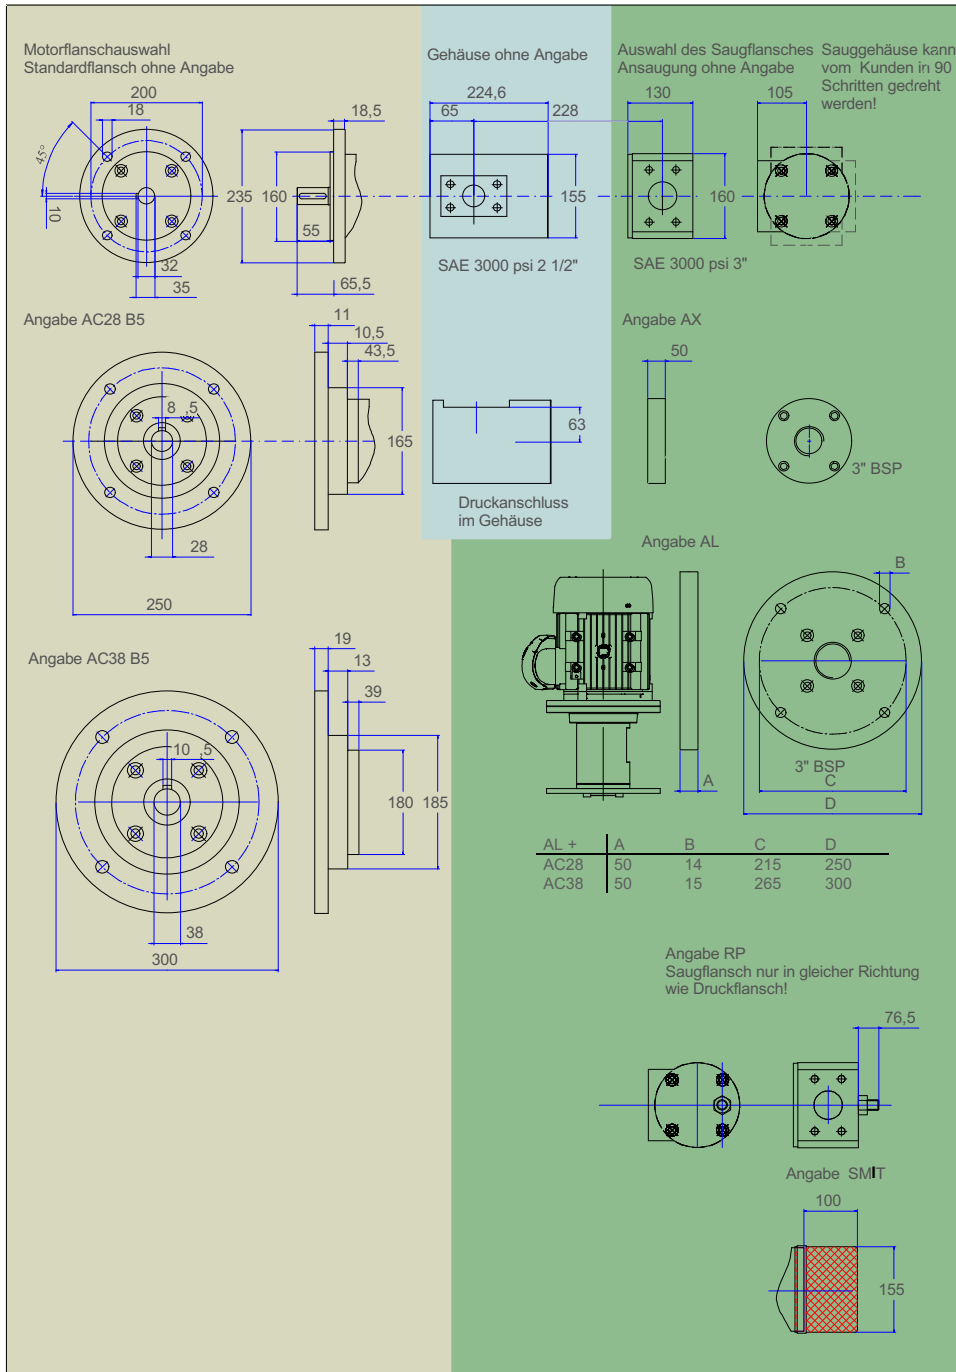 Motorflanschauswahl
Standardflansch ohne Angabe
200
18
45°
10
32
35
18,5
235
160
55
65,5
Gehäuse ohne Angabe
224,6
65
228
155
SAE 3000 psi 2 1/2"
Auswahl des Saugflansches
Ansaugung ohne Angabe
130
160
SAE 3000 psi 3"
Sauggehäuse kann
vom Kunden in 90
Schritten gedreht
werden!
105
Angabe AC28 B5
8 ,5
28
250
11
10,5
43,5
165
63
Druckanschluss
im Gehäuse
Angabe AX
50
3" BSP
Angabe AL
B
A
3" BSP
C
D
AL + A B C D
AC28 50 14 215 250
AC38 50 15 265 300
Angabe AC38 B5
10 ,5
38
300
19
13
39
180
185
Angabe RP
Saugflansch nur in gleicher Richtung
wie Druckflansch!
76,5
Angabe SMIT
100
155